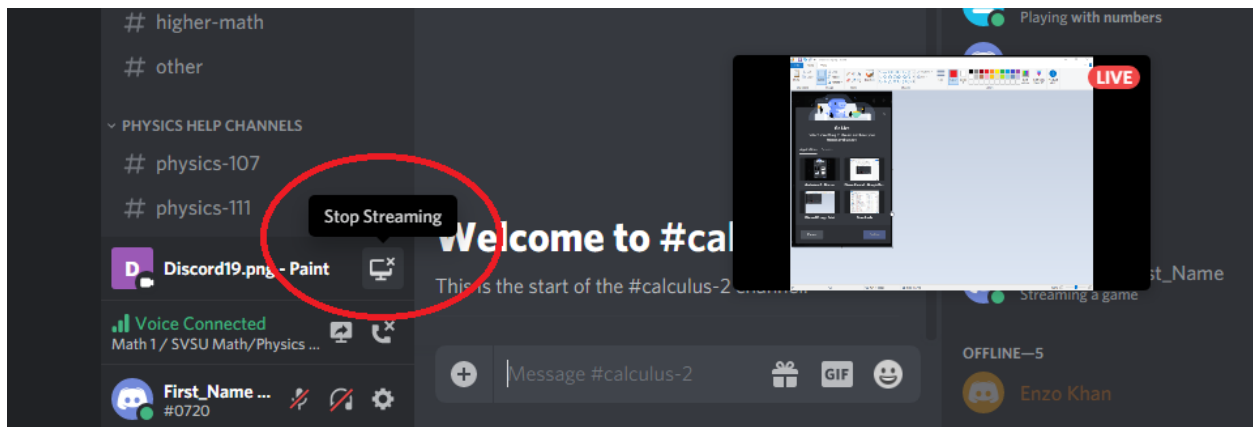 # higher-math
# other
PHYSICS HELP CHANNELS
# physics-107
# physics-111
Stop Streaming
D Discord19.png - Paint
Voice Connected
Math 1 / SVSU Math/Physics ...
First_Name ...
#0720
Welcome to #cal
This is the start of the #calculus-2 channel.
Message #calculus-2
GIF
LIVE
Playing with numbers
st_Name
Streaming a game
OFFLINE—5
Enzo Khan